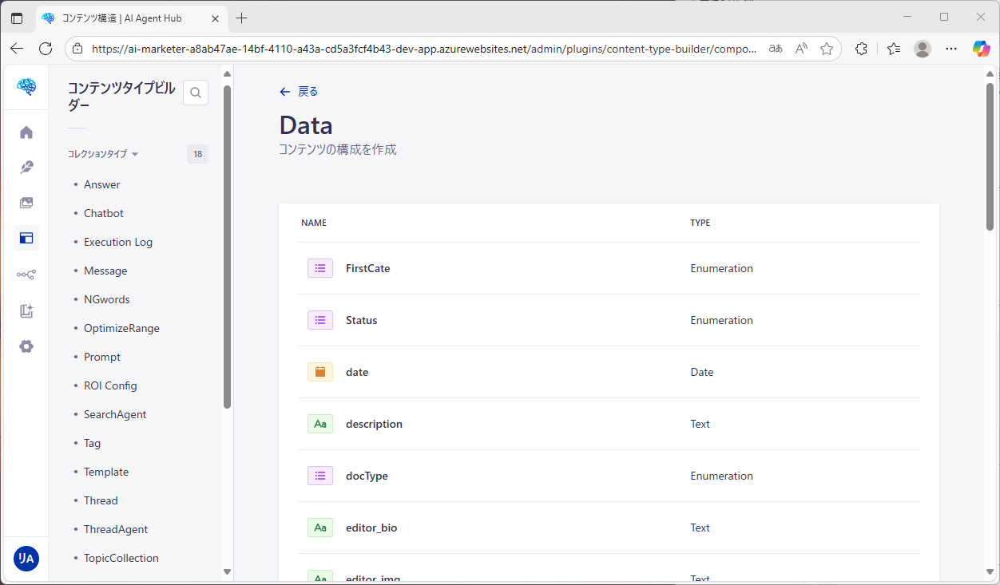 コンテンツ構造 | AI Agent Hub
https://ai-marketer-a8ab47ae-14bf-4110-a43a-cd5a3fcf4b43-dev-app.azurewebsites.net/admin/plugins/content-type-builder/compo...
コンテンツタイプビル
ダー
コレクションタイプ 18
Answer
Chatbot
Execution Log
Message
NGwords
OptimizeRange
Prompt
ROI Config
SearchAgent
Tag
Template
Thread
ThreadAgent
TopicCollection
IJA
戻る
Data
コンテンツの構成を作成
NAME TYPE
FirstCate Enumeration
Status Enumeration
date Date
Aa description Text
docType Enumeration
Aa editor_bio Text
Aa editor_img Text